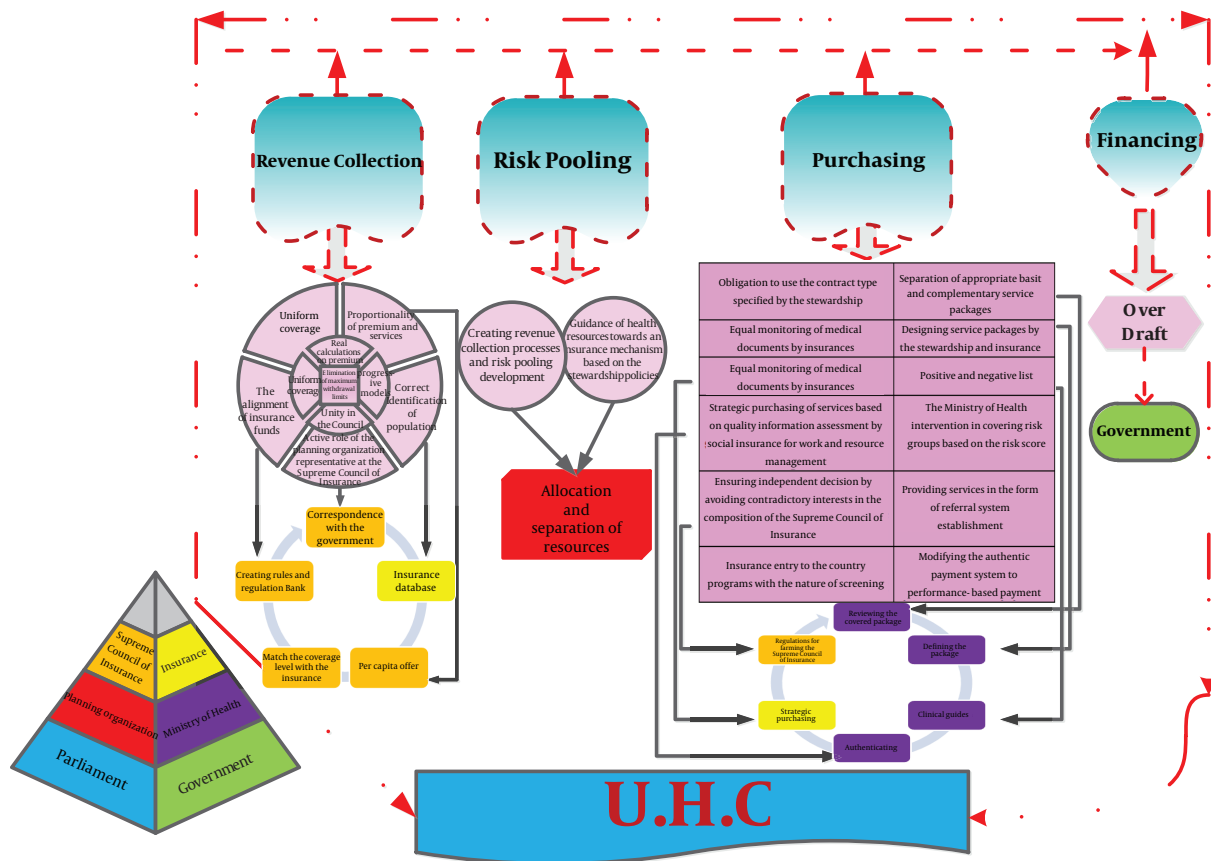 Revenue Collection
Risk Pooling
Purchasing
Financing
Uniform
coverage
Proportionality
of premium and
services
Real
calculations
on premium
Uniform
coverage
Elimination
of maximum
withdrawal
limits
progress
ive
models
Unity in
the Council
The
alignment
of insurance
funds
Correct
identification
of
population
Active role of the
planning organization
representative at the
Supreme Council of
Insurance
Correspondence
with the
government
Creating rules and
regulation Bank
Insurance
database
Match the coverage
level with the
insurance
Per capita offer
Creating revenue
collection processes
and risk pooling
development
Guidance of health
resources towards an
insurance mechanism
based on the
stewardship policies
Allocation
and
separation of
resources
Obligation to use the contract type
specified by the stewardship
Separation of appropriate basit
and complementary service
packages
Equal monitoring of medical
documents by insurances
Designing service packages by
the stewardship and insurance
Equal monitoring of medical
documents by insurances
Positive and negative list
Strategic purchasing of services based
on quality information assessment by
social insurance for work and resource
management
The Ministry of Health
intervention in covering risk
groups based on the risk score
Ensuring independent decision by
avoiding contradictory interests in the
composition of the Supreme Council of
Insurance
Providing services in the form
of referral system
establishment
Insurance entry to the country
programs with the nature of screening
Modifying the authentic
payment system to
performance- based payment
Reviewing the
covered package
Regulations for
farming the
Supreme Council
of Insurance
Defining the
package
Strategic
purchasing
Clinical guides
Authenticating
Over
Draft
Government
Supreme
Council of
Insurance
Insurance
Planning organization
Ministry of Health
Parliament
Government
U.H.C